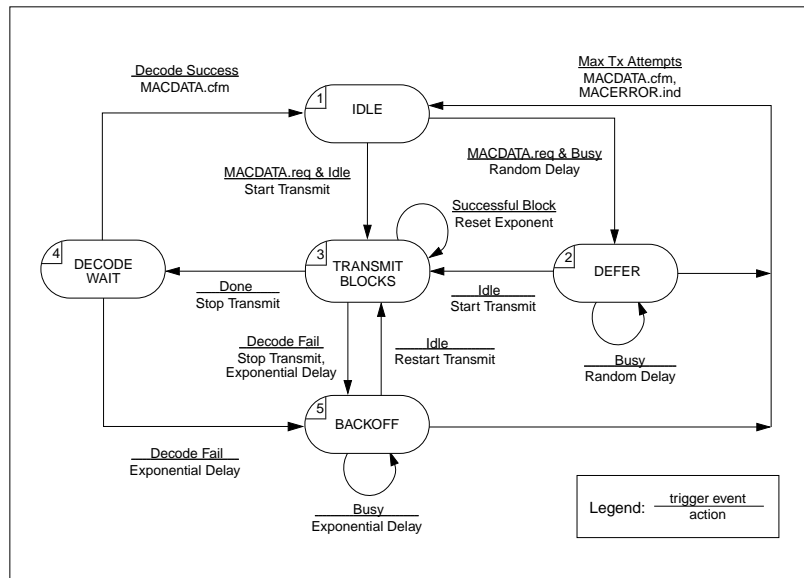 Decode Success
MACDATA.cfm
Max Tx Attempts
MACDATA.cfm,
MACERROR.ind
1
IDLE
MACDATA.req & Idle
Start Transmit
MACDATA.req & Busy
Random Delay
Successful Block
Reset Exponent
4
DECODE
WAIT
3
TRANSMIT
BLOCKS
2
DEFER
Done
Stop Transmit
Idle
Start Transmit
Decode Fail
Stop Transmit,
Exponential Delay
Idle
Restart Transmit
Busy
Random Delay
5
BACKOFF
Decode Fail
Exponential Delay
Busy
Exponential Delay
Legend:
trigger event
action